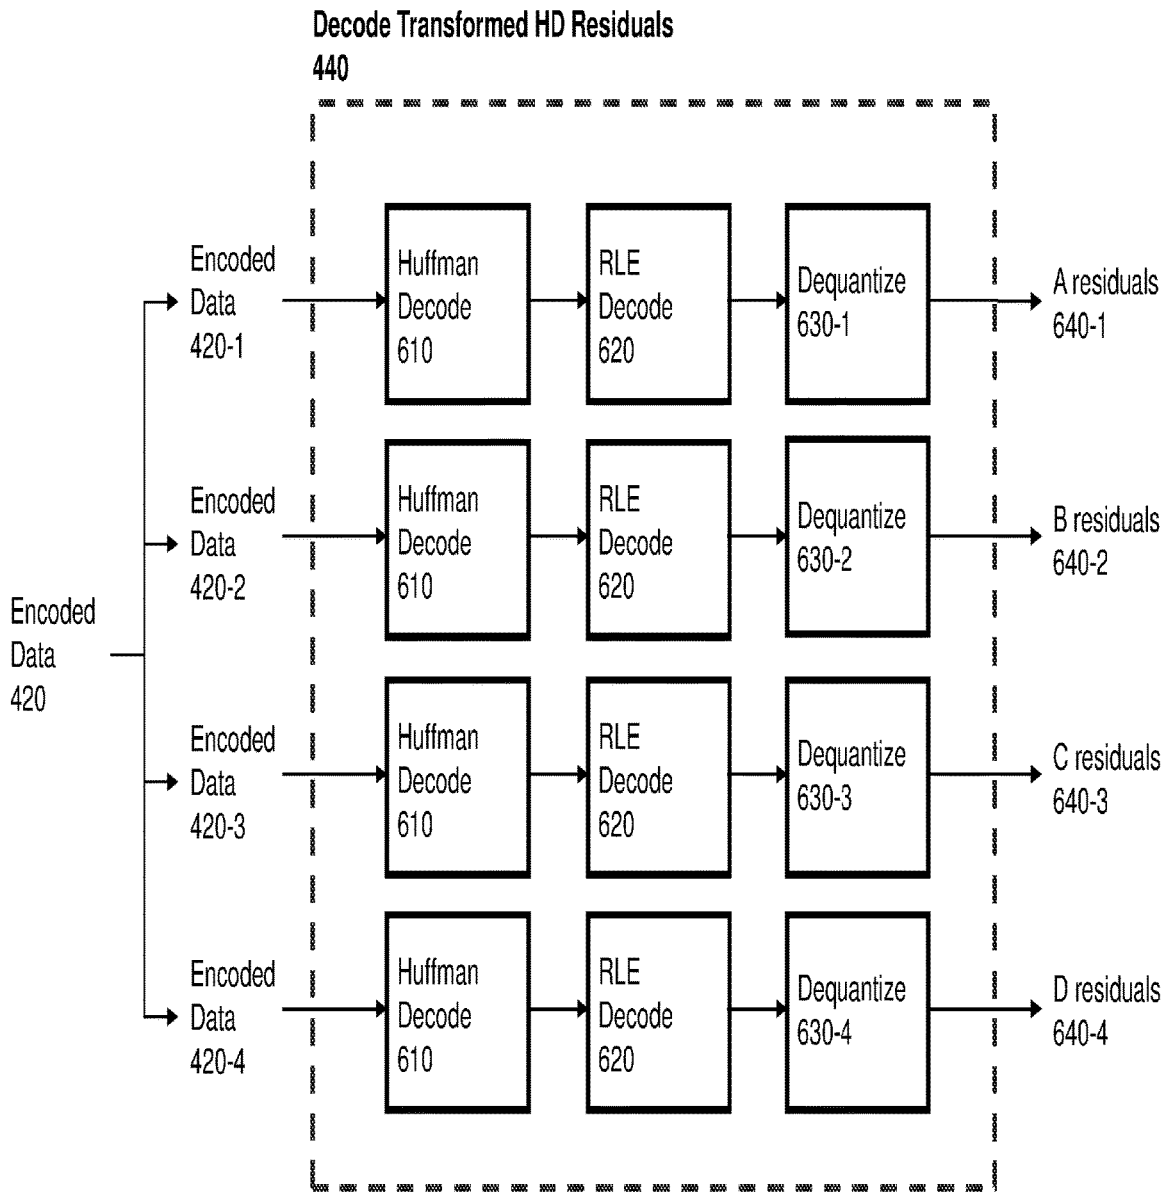 Decode Transformed HD Residuals
440
Encoded
Data
420
Encoded
Data
420-1
Huffman
Decode
610
RLE
Decode
620
Dequantize
630-1
A residuals
640-1
Encoded
Data
420-2
Huffman
Decode
610
RLE
Decode
620
Dequantize
630-2
B residuals
640-2
Encoded
Data
420-3
Huffman
Decode
610
RLE
Decode
620
Dequantize
630-3
C residuals
640-3
Encoded
Data
420-4
Huffman
Decode
610
RLE
Decode
620
Dequantize
630-4
D residuals
640-4